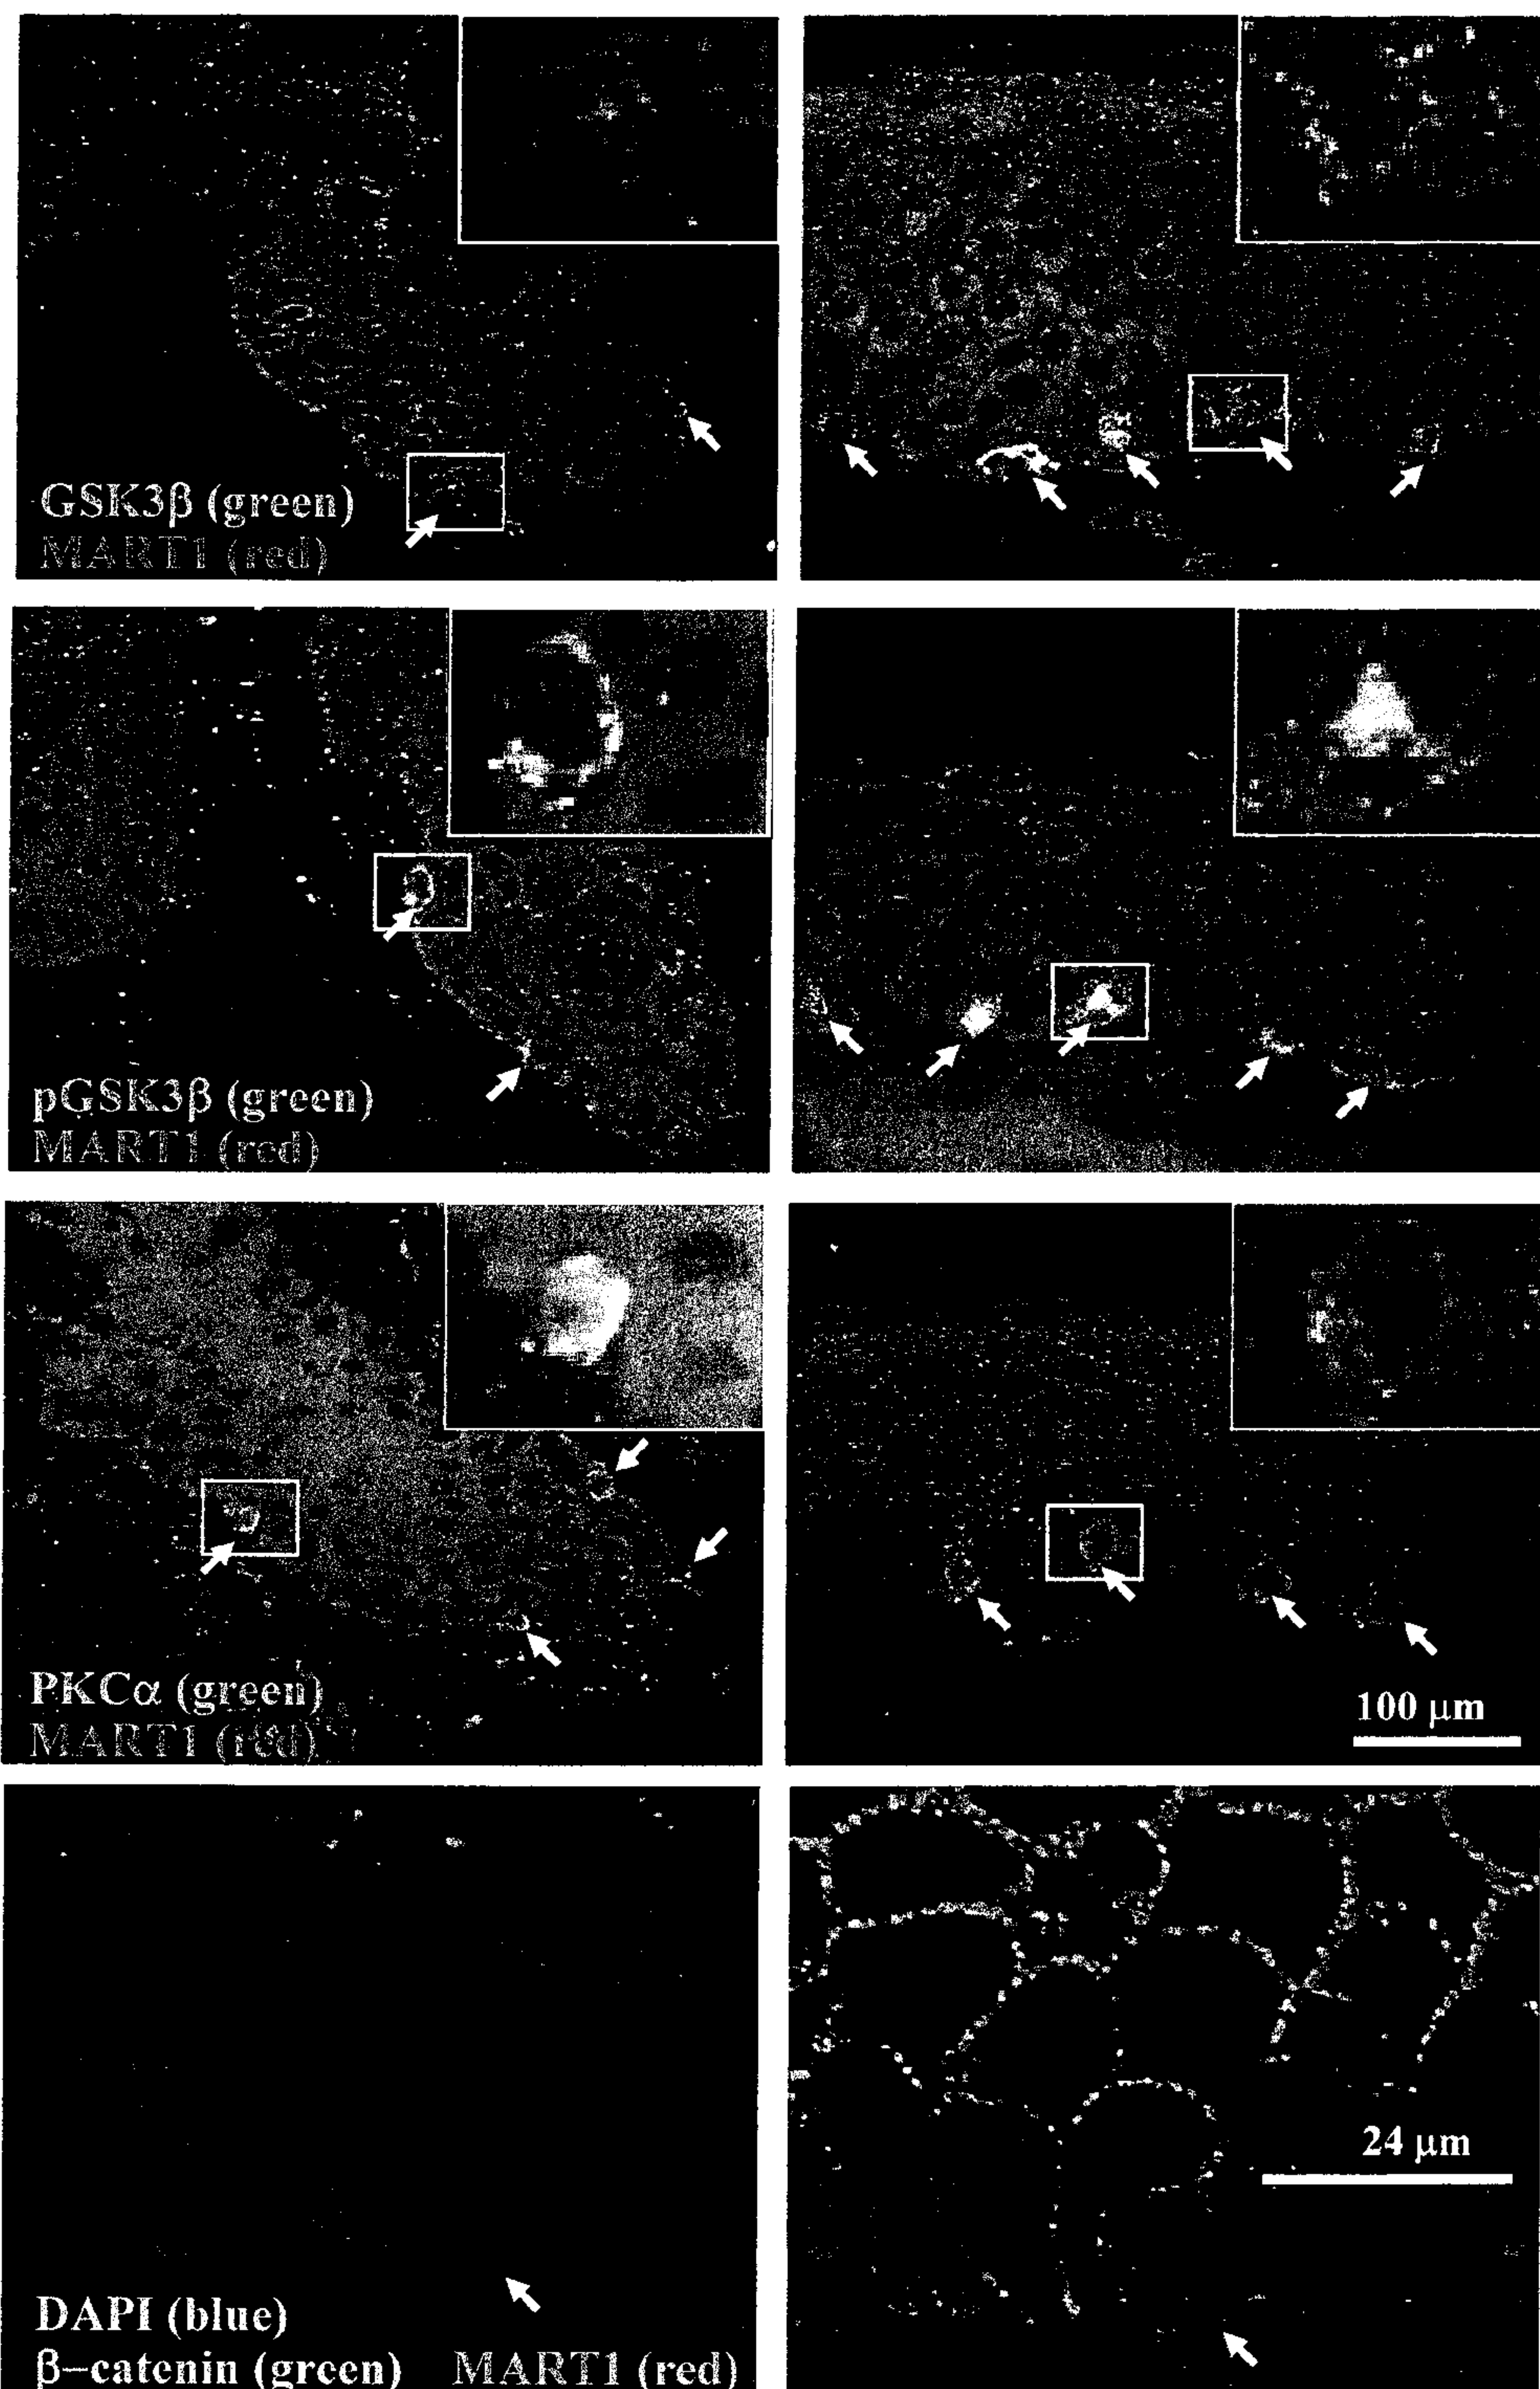 GSK3β (green)
MART1 (red)
pGSK3β (green)
MART1 (red)
PKCα (green)
MART1 (red)
100 μm
24 μm
DAPI (blue)
β–catenin (green) MART1 (red)